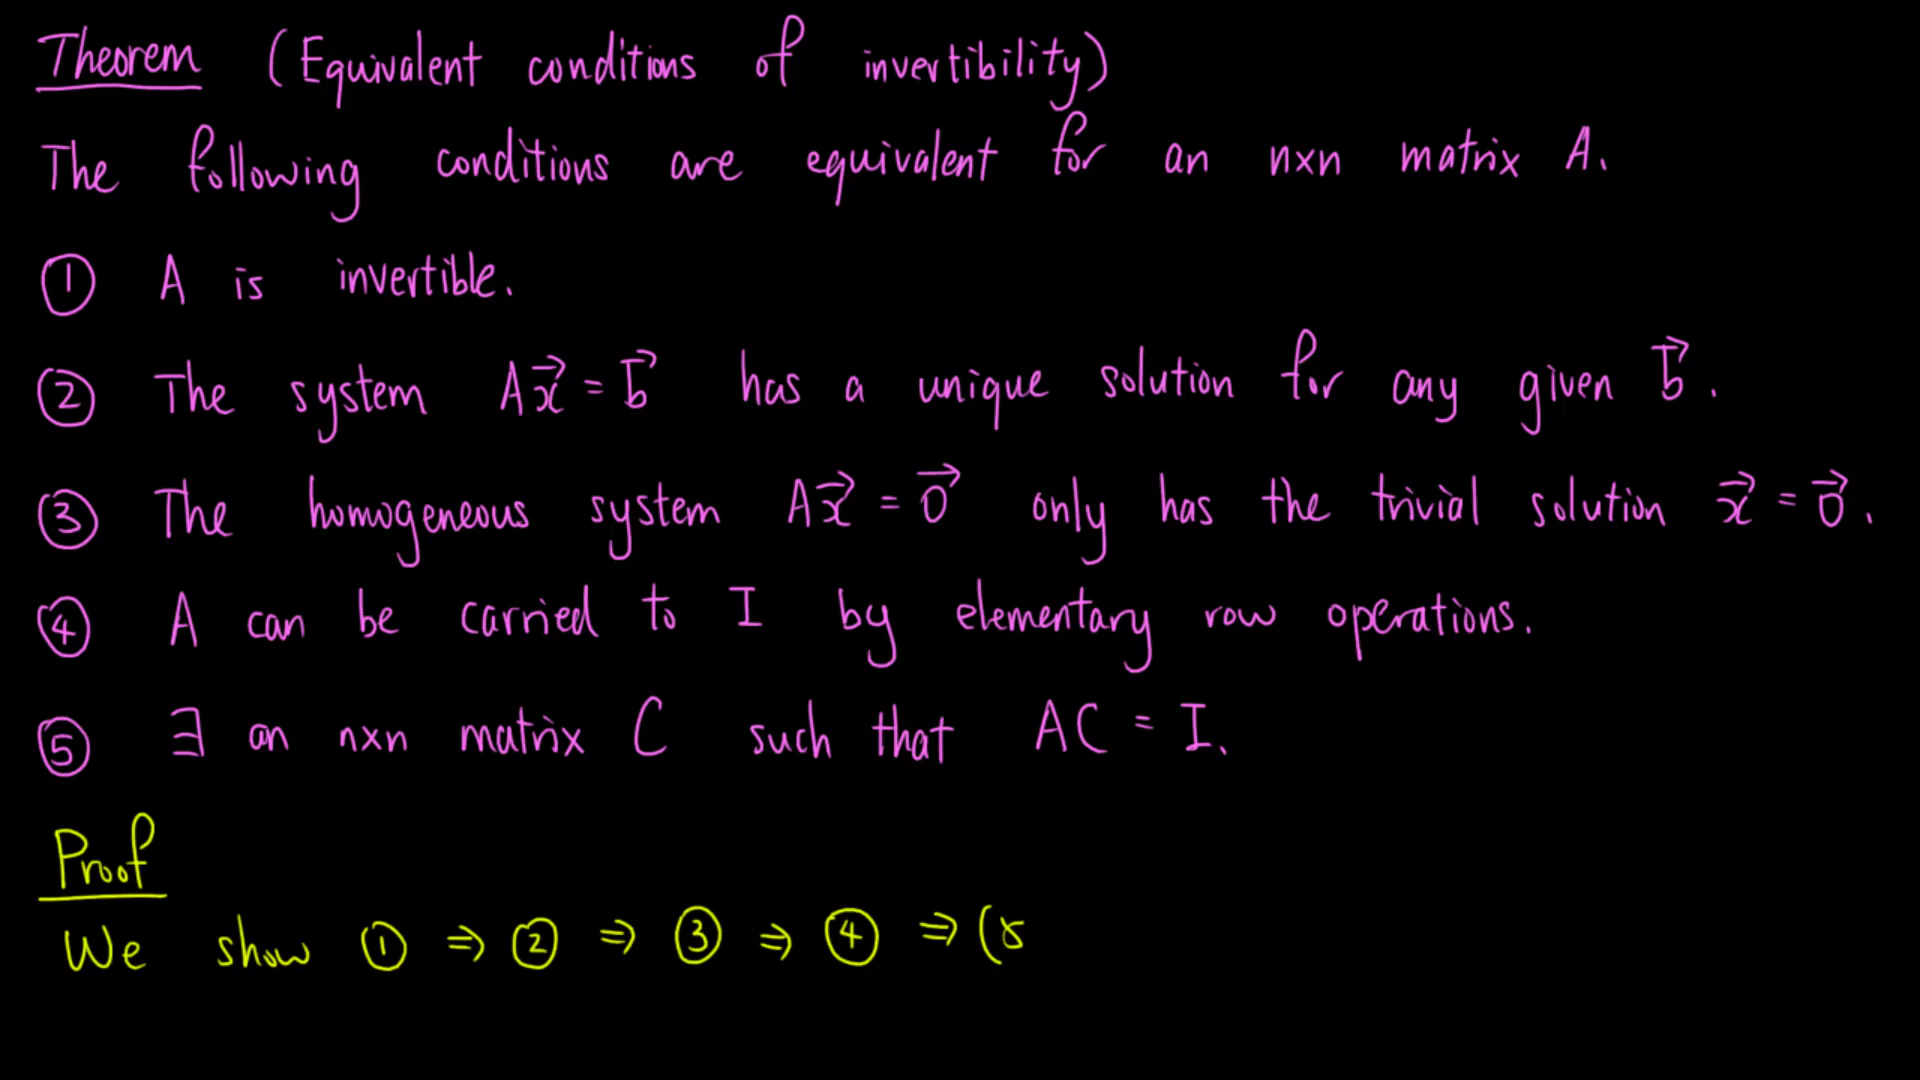 Theorem (Equivalent conditions of invertibility)
The following conditions are equivalent for an n×n matrix A.
① A is invertible.
② The system Ax⃗ = b⃗ has a unique solution for any given b⃗.
③ The homogeneous system Ax⃗ = 0⃗ only has the trivial solution x⃗ = 0⃗.
④ A can be carried to I by elementary row operations.
⑤ ∃ an n×n matrix C such that AC = I.
Proof
We show ① ⇒ ② ⇒ ③ ⇒ ④ ⇒